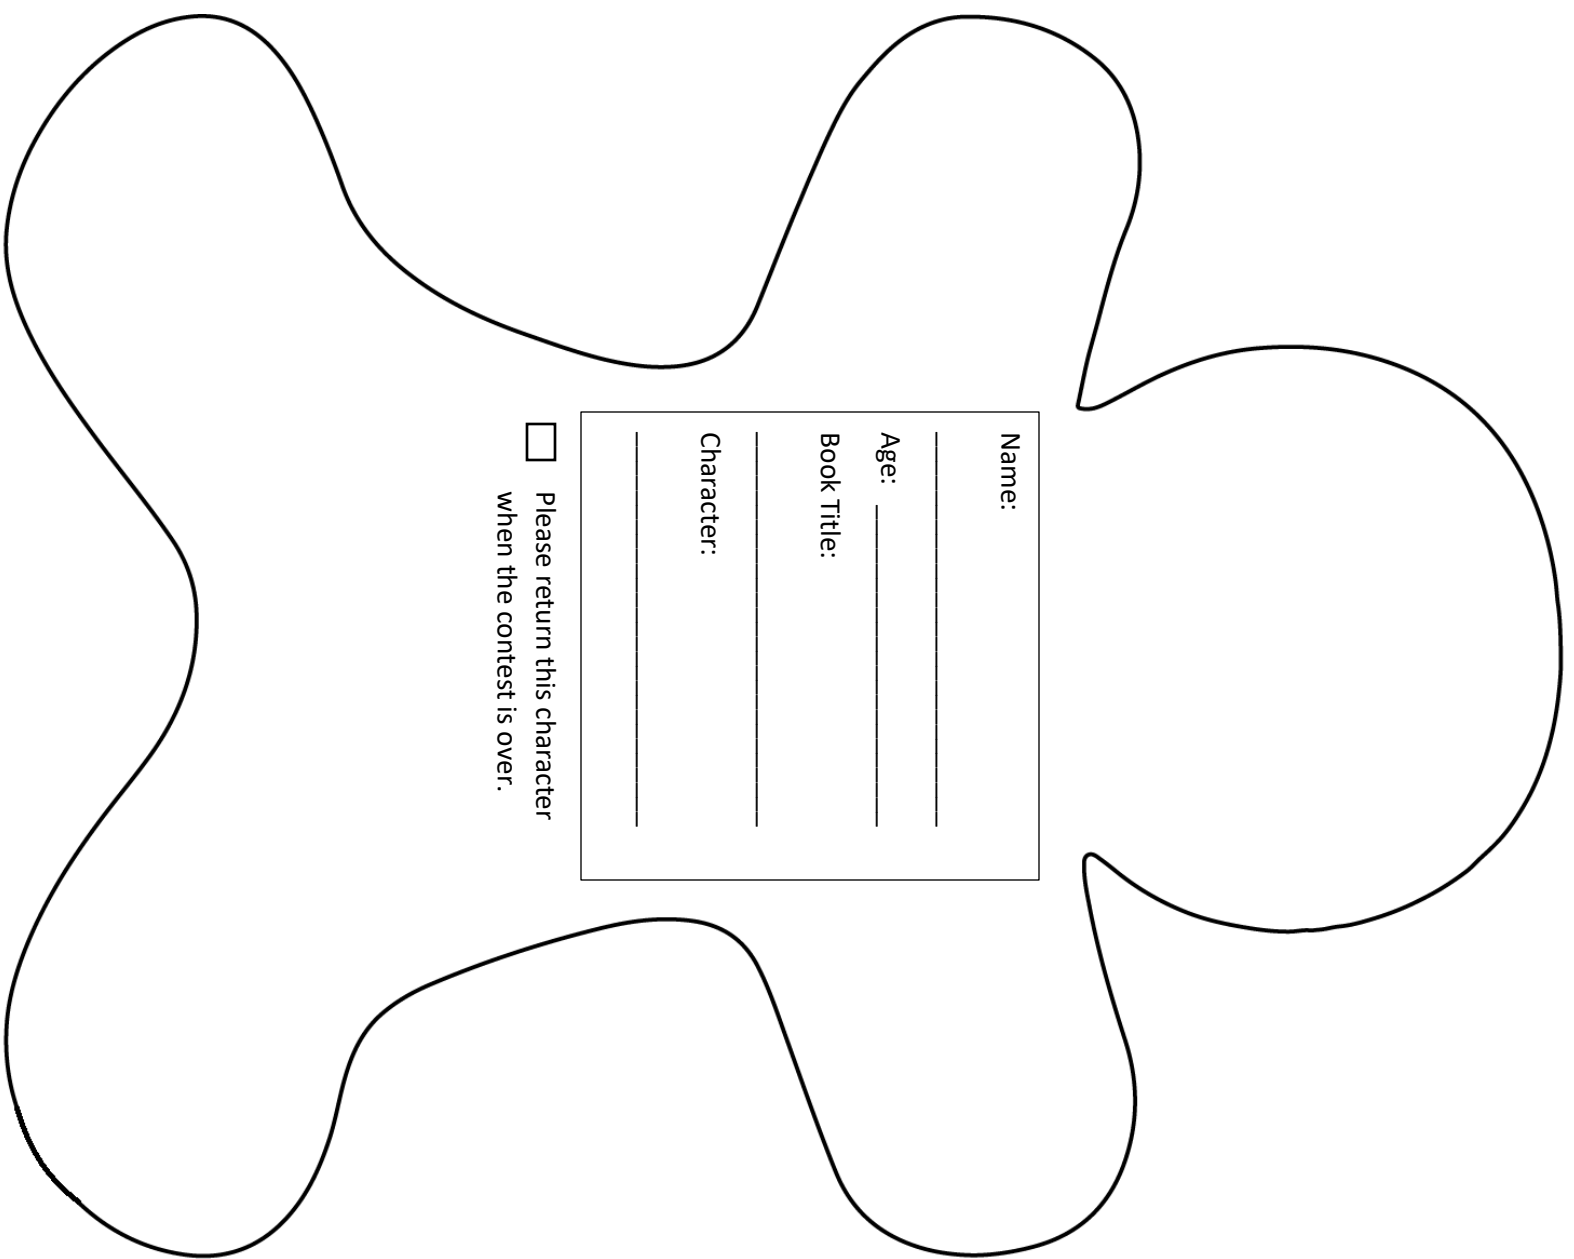 Name:
Age:
Book Title:
Character:
Please return this character
when the contest is over.